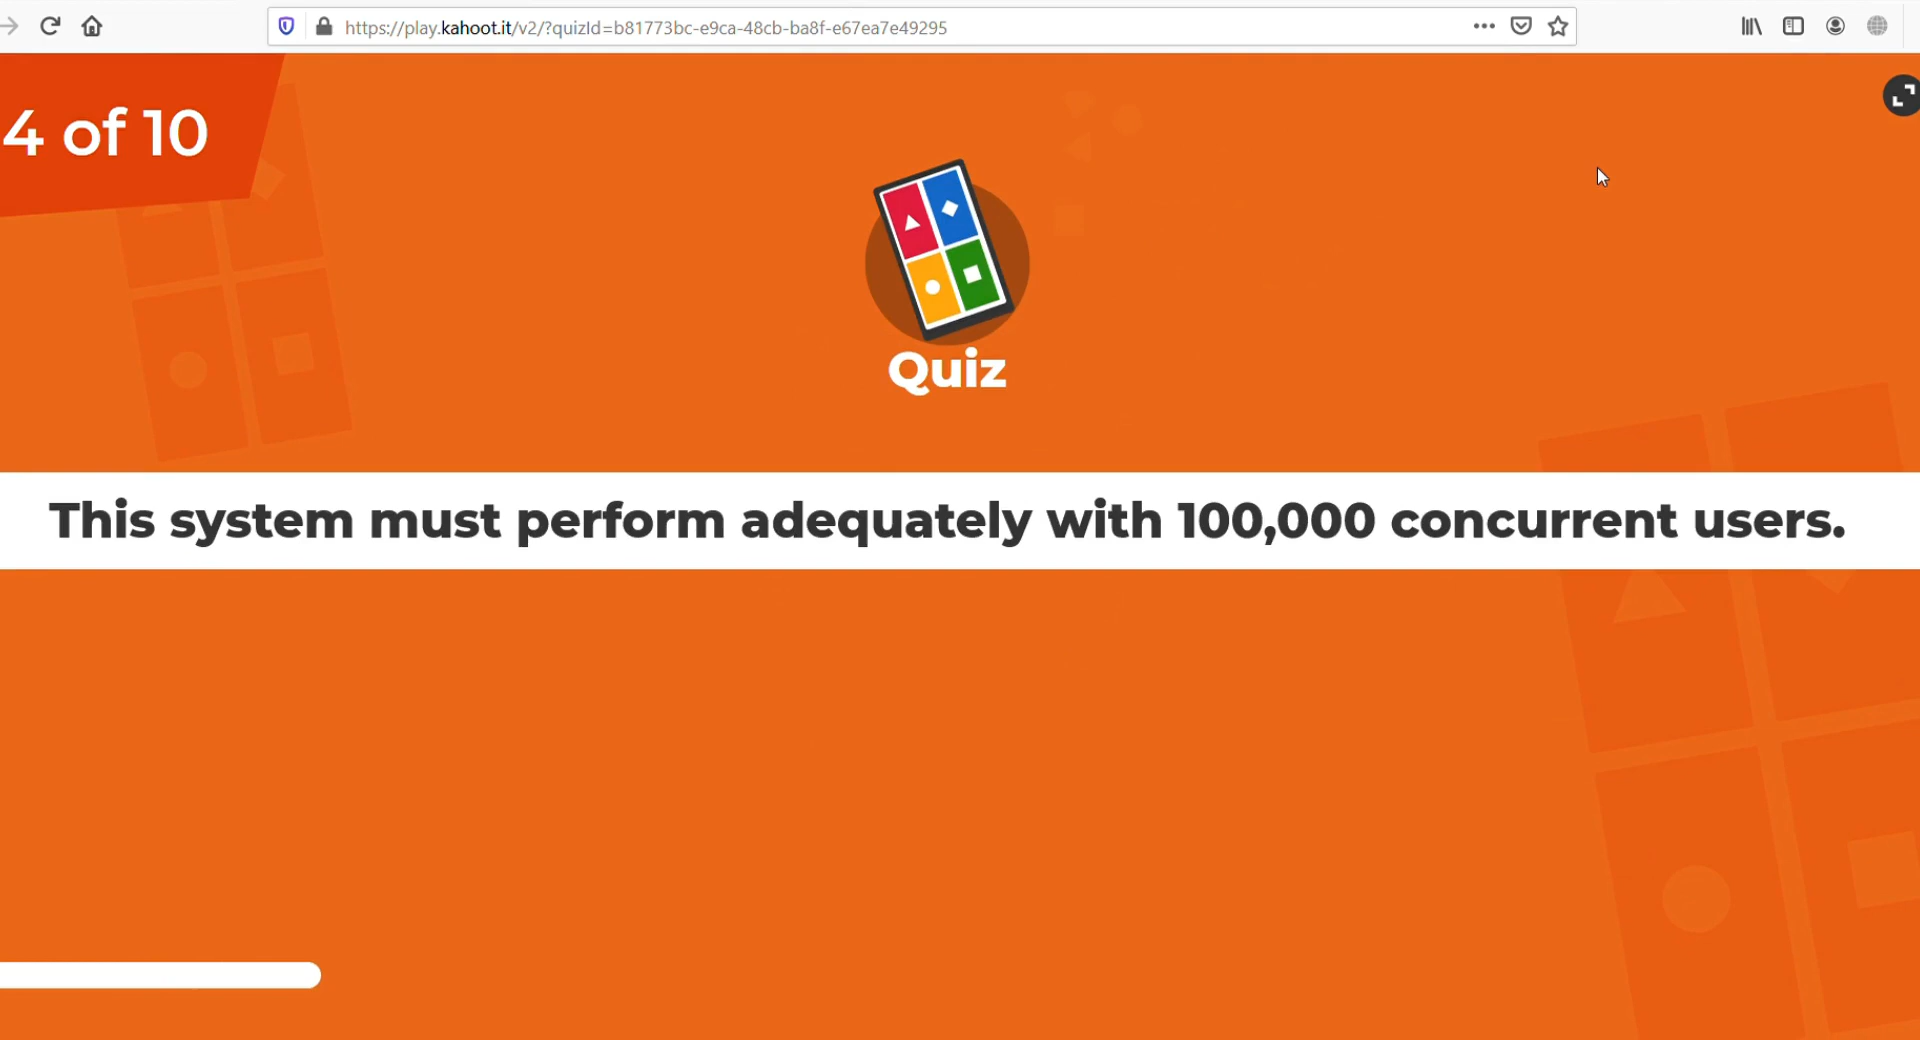 https://play.kahoot.it/v2/?quizId=b81773bc-e9ca-48cb-ba8f-e67ea7e49295
4 of 10
Quiz
This system must perform adequately with 100,000 concurrent users.